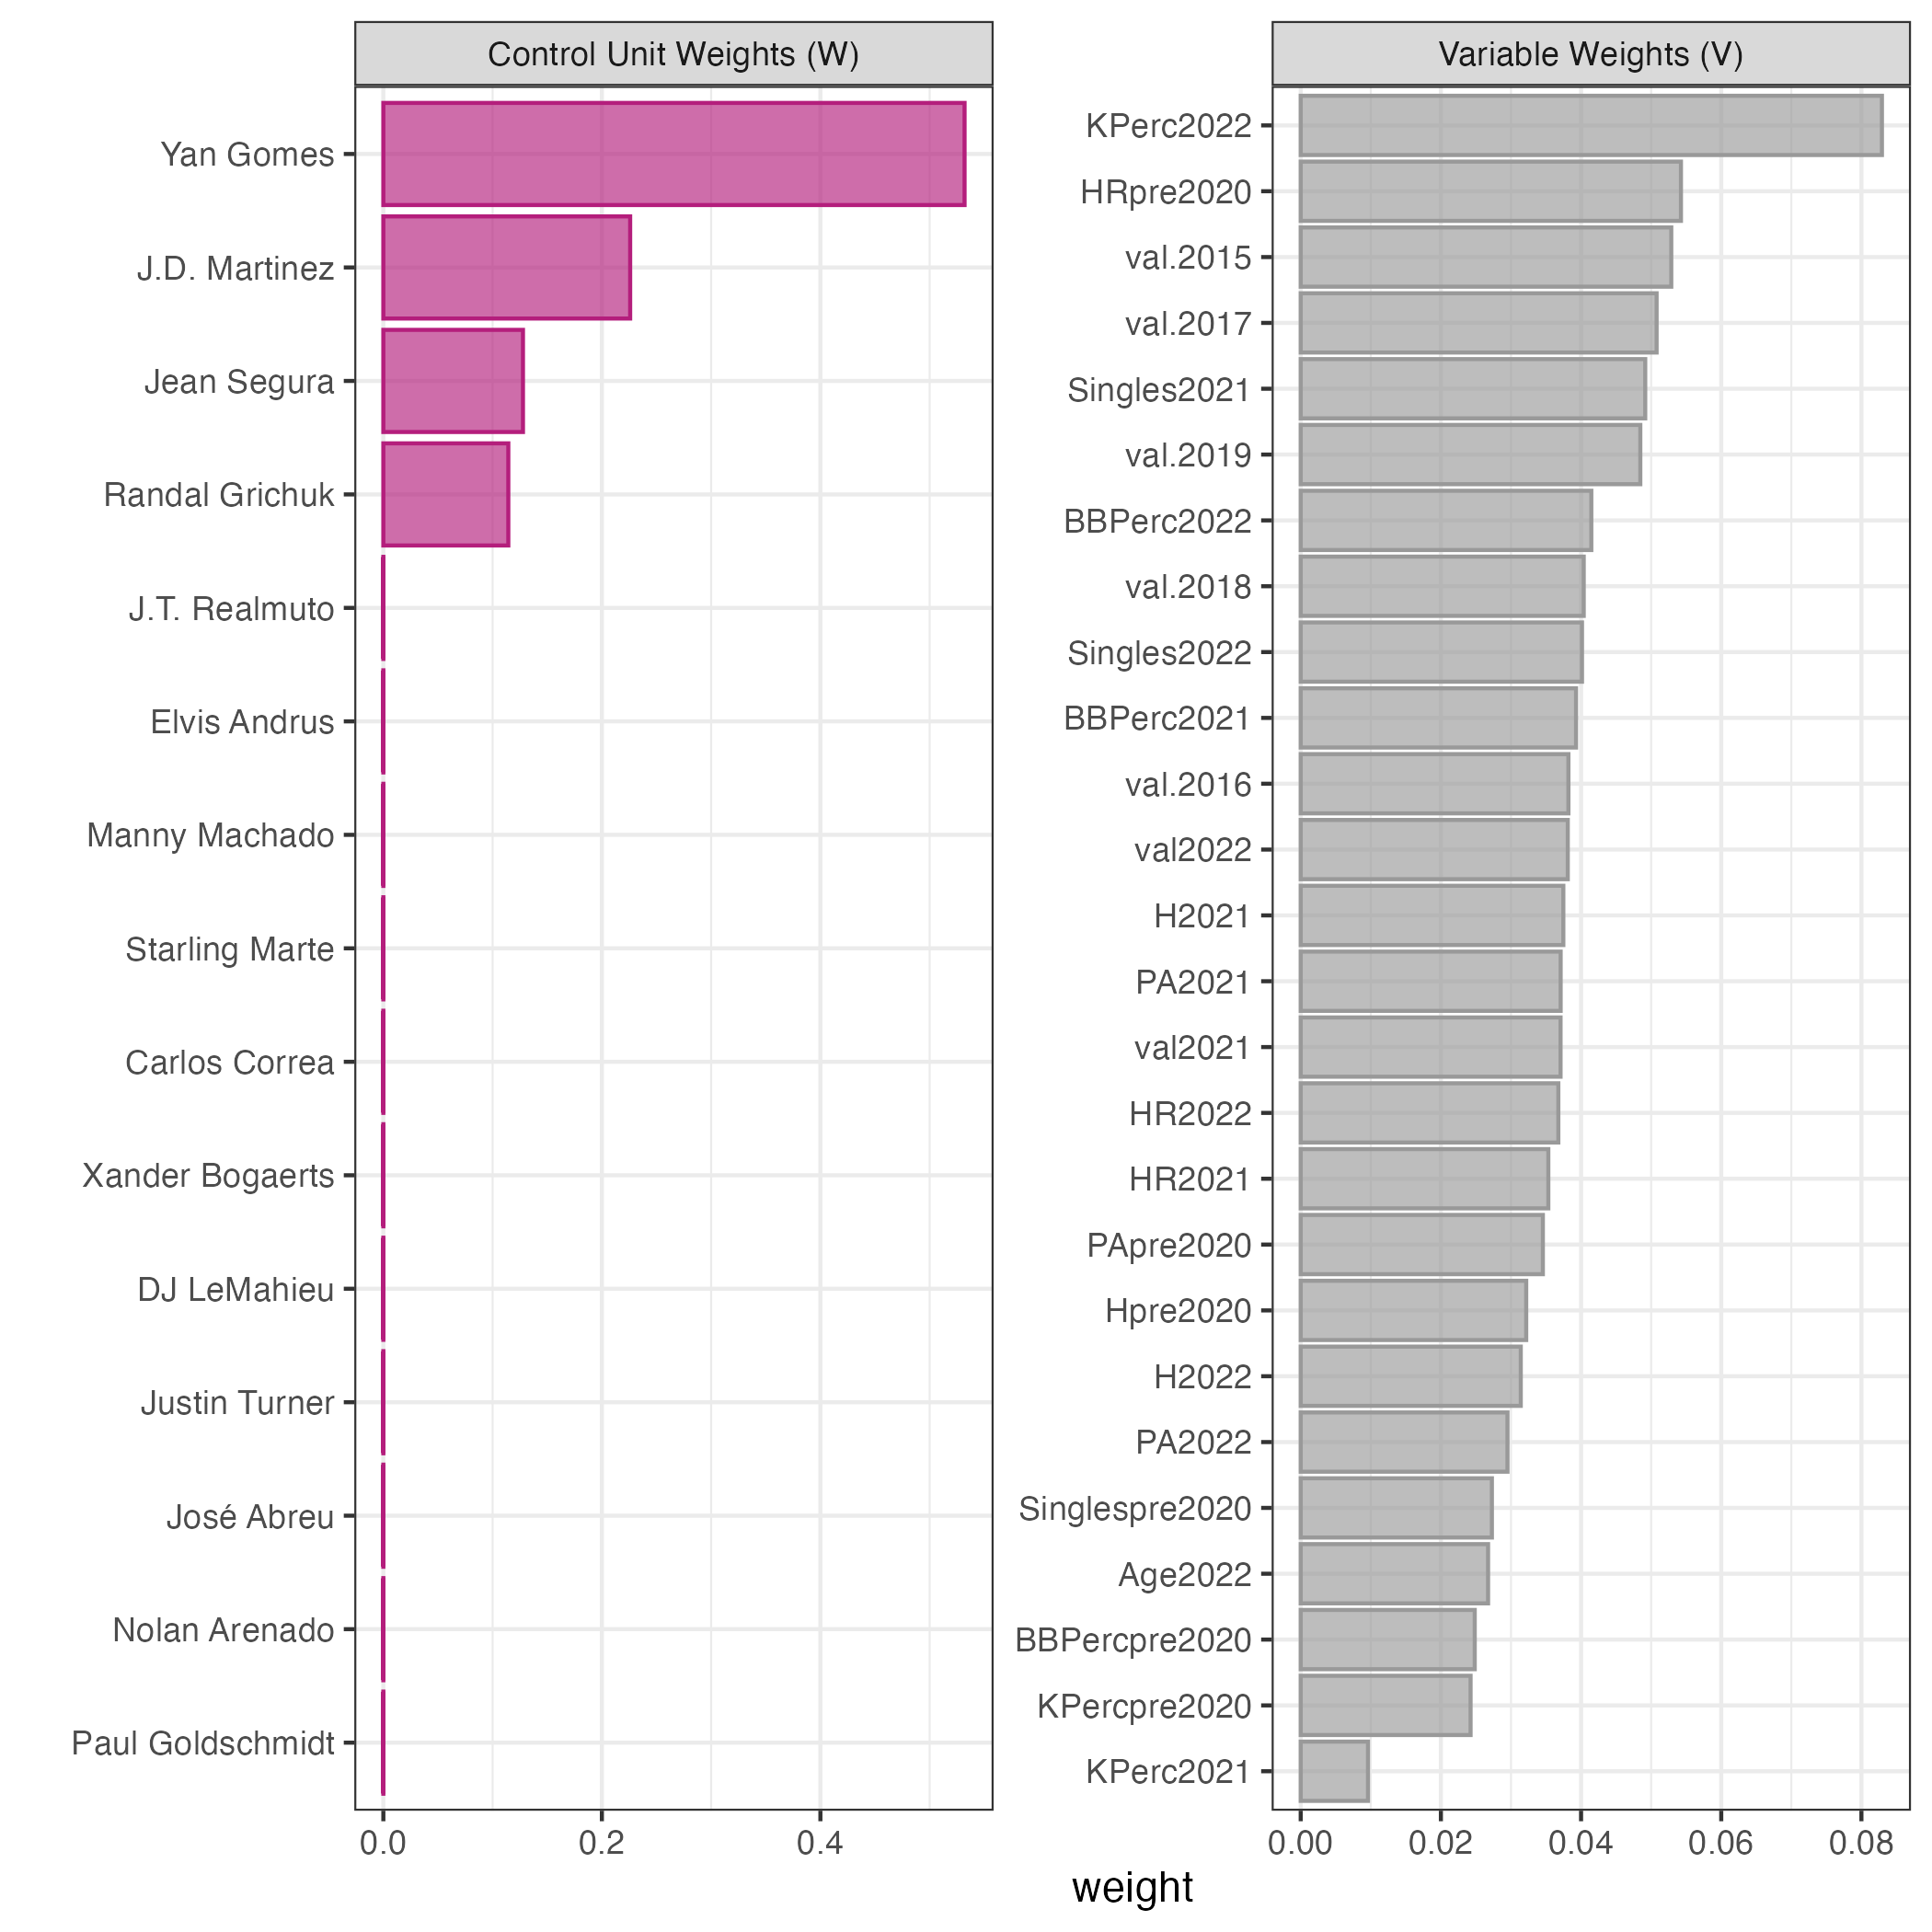 Control Unit Weights (W)
Yan Gomes
J.D. Martinez
Jean Segura
Randal Grichuk
J.T. Realmuto
Elvis Andrus
Manny Machado
Starling Marte
Carlos Correa
Xander Bogaerts
DJ LeMahieu
Justin Turner
José Abreu
Nolan Arenado
Paul Goldschmidt
0.0 0.2 0.4
Variable Weights (V)
KPerc2022
HRpre2020
val.2015
val.2017
Singles2021
val.2019
BBPerc2022
val.2018
Singles2022
BBPerc2021
val.2016
val2022
H2021
PA2021
val2021
HR2022
HR2021
PApre2020
Hpre2020
H2022
PA2022
Singlespre2020
Age2022
BBPercpre2020
KPercpre2020
KPerc2021
0.00 0.02 0.04 0.06 0.08
weight